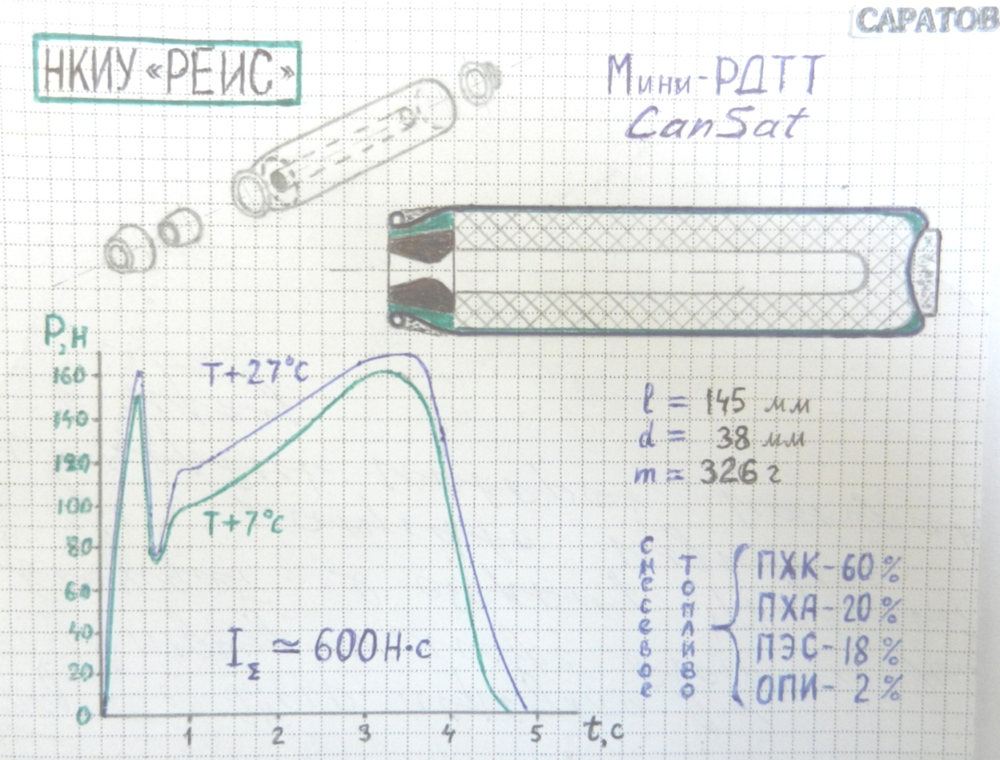 САРАТОВ
НКИУ «РЕИС»
Мини-РДТТ
CanSat
P, н
160
140
120
100
80
60
40
20
0
T+27°C
T+7°C
I_Σ ≃ 600 Н·с
1 2 3 4 5 t, c
l = 145 мм
d = 38 мм
m = 326 г
смесевое
топливо
ПХК - 60 %
ПХА - 20 %
ПЭС - 18 %
ОПИ - 2 %